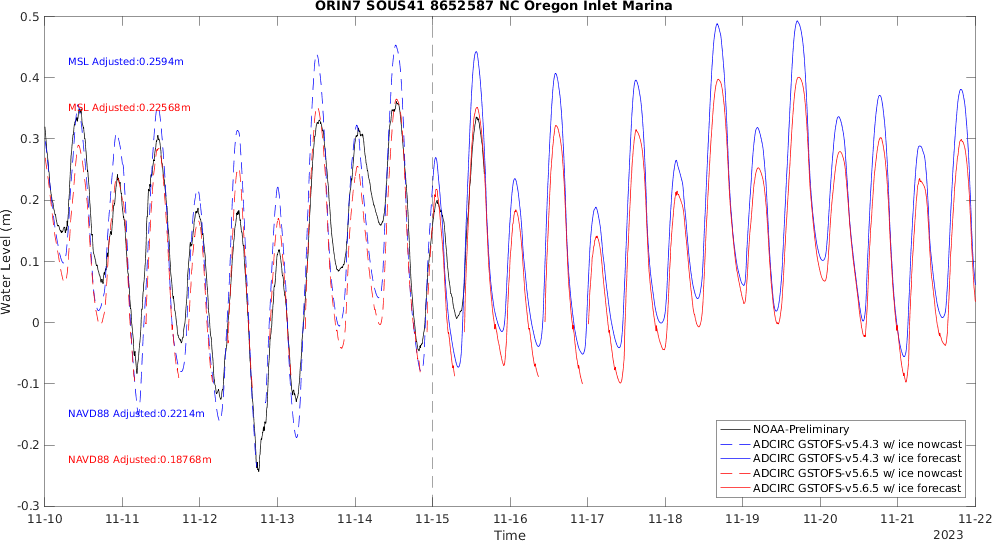 ORIN7 SOUS41 8652587 NC Oregon Inlet Marina
0.5
0.4
0.3
0.2
0.1
0
-0.1
-0.2
-0.3
Water Level (m)
MSL Adjusted:0.2594m
MSL Adjusted:0.22568m
NAVD88 Adjusted:0.2214m
NAVD88 Adjusted:0.18768m
NOAA-Preliminary
ADCIRC GSTOFS-v5.4.3 w/ ice nowcast
ADCIRC GSTOFS-v5.4.3 w/ ice forecast
ADCIRC GSTOFS-v5.6.5 w/ ice nowcast
ADCIRC GSTOFS-v5.6.5 w/ ice forecast
11-10 11-11 11-12 11-13 11-14 11-15 11-16 11-17 11-18 11-19 11-20 11-21 11-22
Time
2023